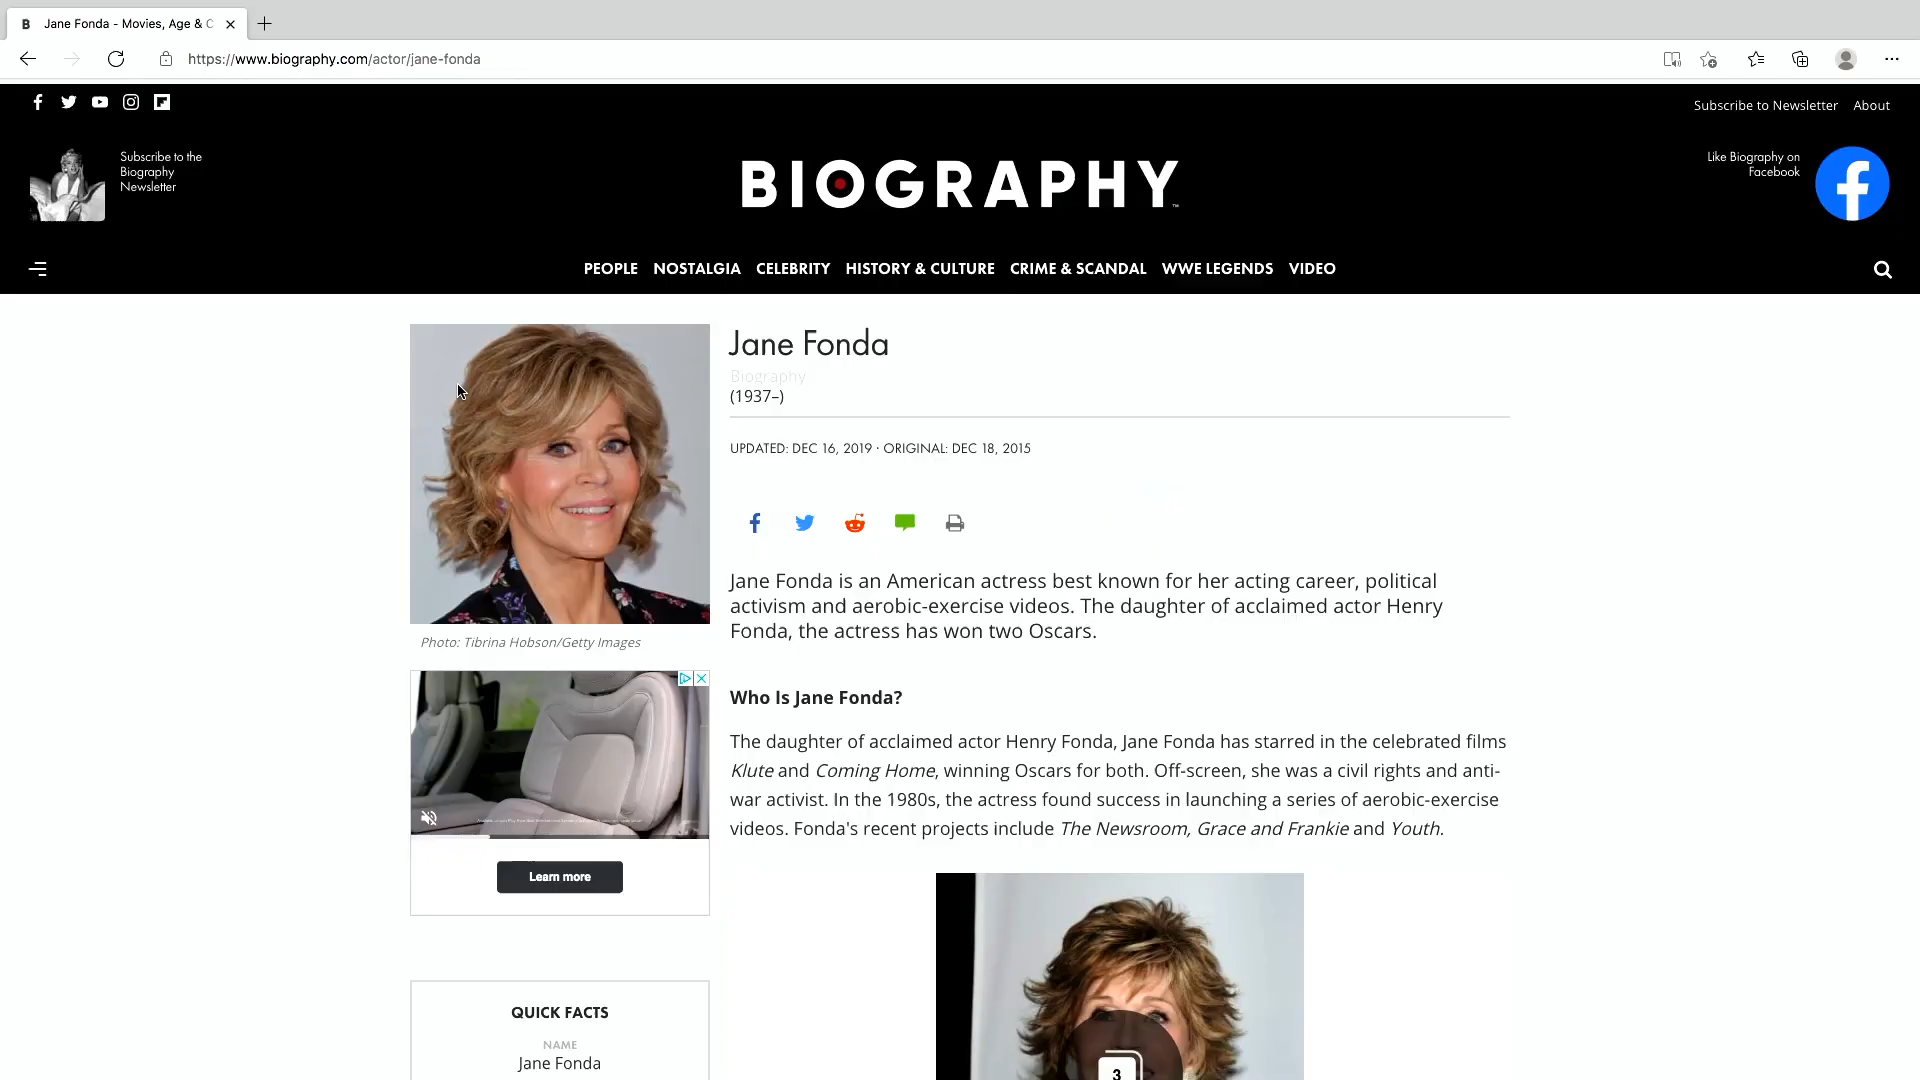 B Jane Fonda - Movies, Age & C
https://www.biography.com/actor/jane-fonda
Subscribe to Newsletter About
Subscribe to the
Biography
Newsletter
BIOGRAPHY
Like Biography on
Facebook
PEOPLE NOSTALGIA CELEBRITY HISTORY & CULTURE CRIME & SCANDAL WWE LEGENDS VIDEO
Jane Fonda
Biography
(1937–)
UPDATED: DEC 16, 2019 · ORIGINAL: DEC 18, 2015
Jane Fonda is an American actress best known for her acting career, political
activism and aerobic-exercise videos. The daughter of acclaimed actor Henry
Fonda, the actress has won two Oscars.
Photo: Tibrina Hobson/Getty Images
Who Is Jane Fonda?
The daughter of acclaimed actor Henry Fonda, Jane Fonda has starred in the celebrated films
Klute and Coming Home, winning Oscars for both. Off-screen, she was a civil rights and anti-
war activist. In the 1980s, the actress found success in launching a series of aerobic-exercise
videos. Fonda's recent projects include The Newsroom, Grace and Frankie and Youth.
Learn more
QUICK FACTS
NAME
Jane Fonda
3